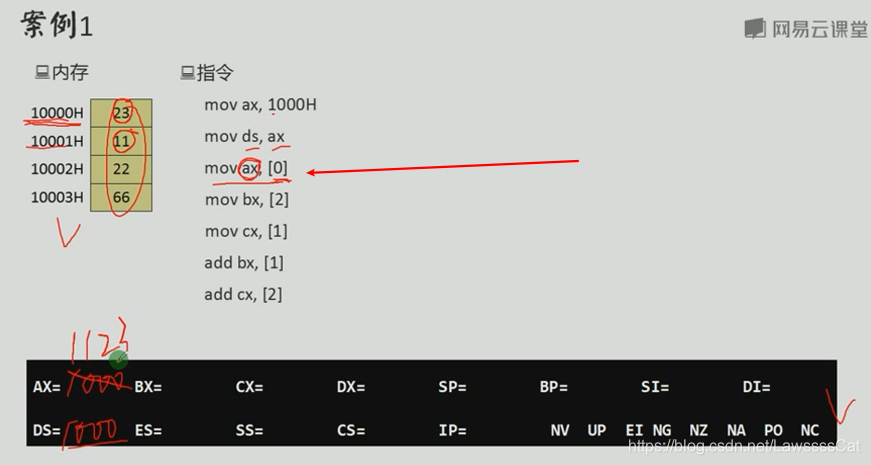 案例1
网易云课堂
内存
指令
10000H 23
10001H 11
10002H 22
10003H 66
mov ax, 1000H
mov ds, ax
mov ax, [0]
mov bx, [2]
mov cx, [1]
add bx, [1]
add cx, [2]
1123
AX= 1000 BX= CX= DX= SP= BP= SI= DI=
DS= 1000 ES= SS= CS= IP= NV UP EI NG NZ NA PO NC
https://blog.csdn.net/LawssssCat